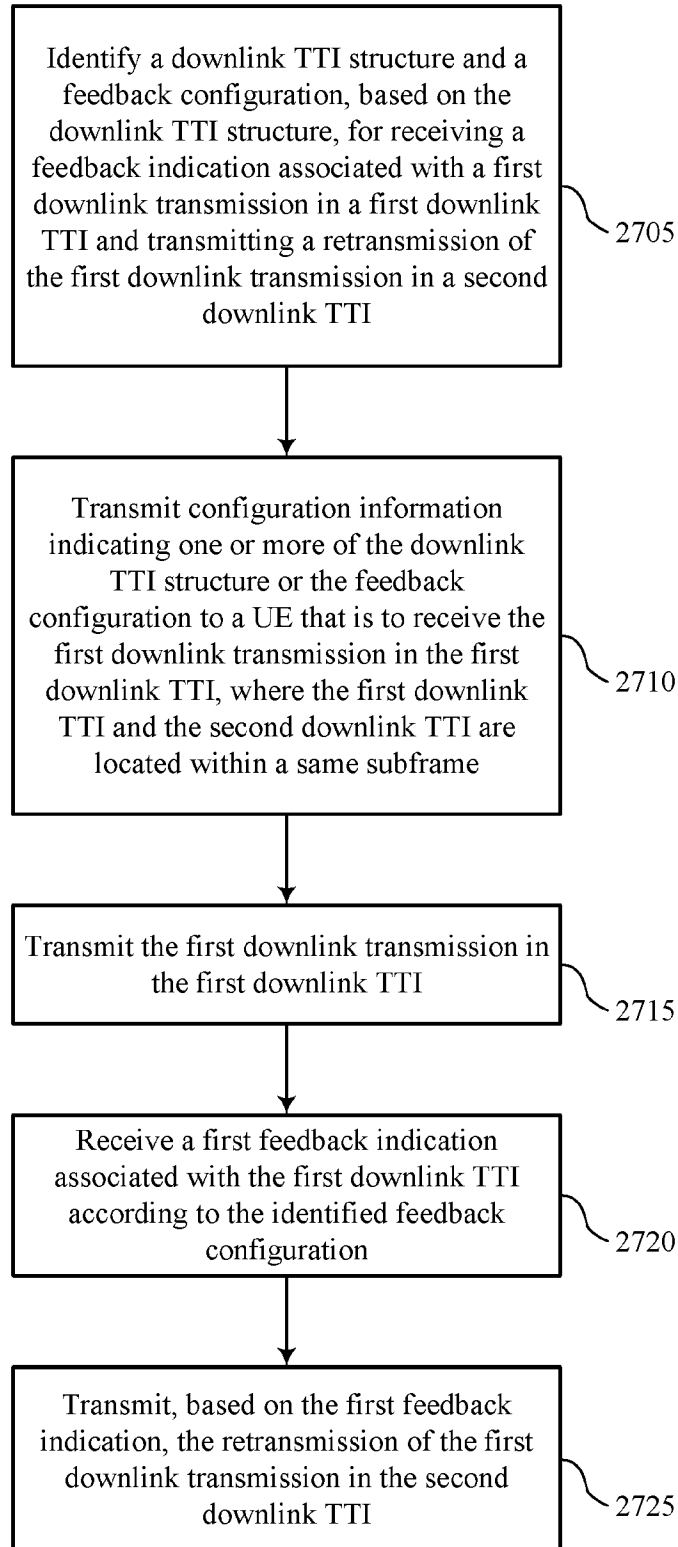 Identify a downlink TTI structure and a
feedback configuration, based on the
downlink TTI structure, for receiving a
feedback indication associated with a first
downlink transmission in a first downlink
TTI and transmitting a retransmission of
the first downlink transmission in a second
downlink TTI
2705
Transmit configuration information
indicating one or more of the downlink
TTI structure or the feedback
configuration to a UE that is to receive the
first downlink transmission in the first
downlink TTI, where the first downlink
TTI and the second downlink TTI are
located within a same subframe
2710
Transmit the first downlink transmission in
the first downlink TTI
2715
Receive a first feedback indication
associated with the first downlink TTI
according to the identified feedback
configuration
2720
Transmit, based on the first feedback
indication, the retransmission of the first
downlink transmission in the second
downlink TTI
2725